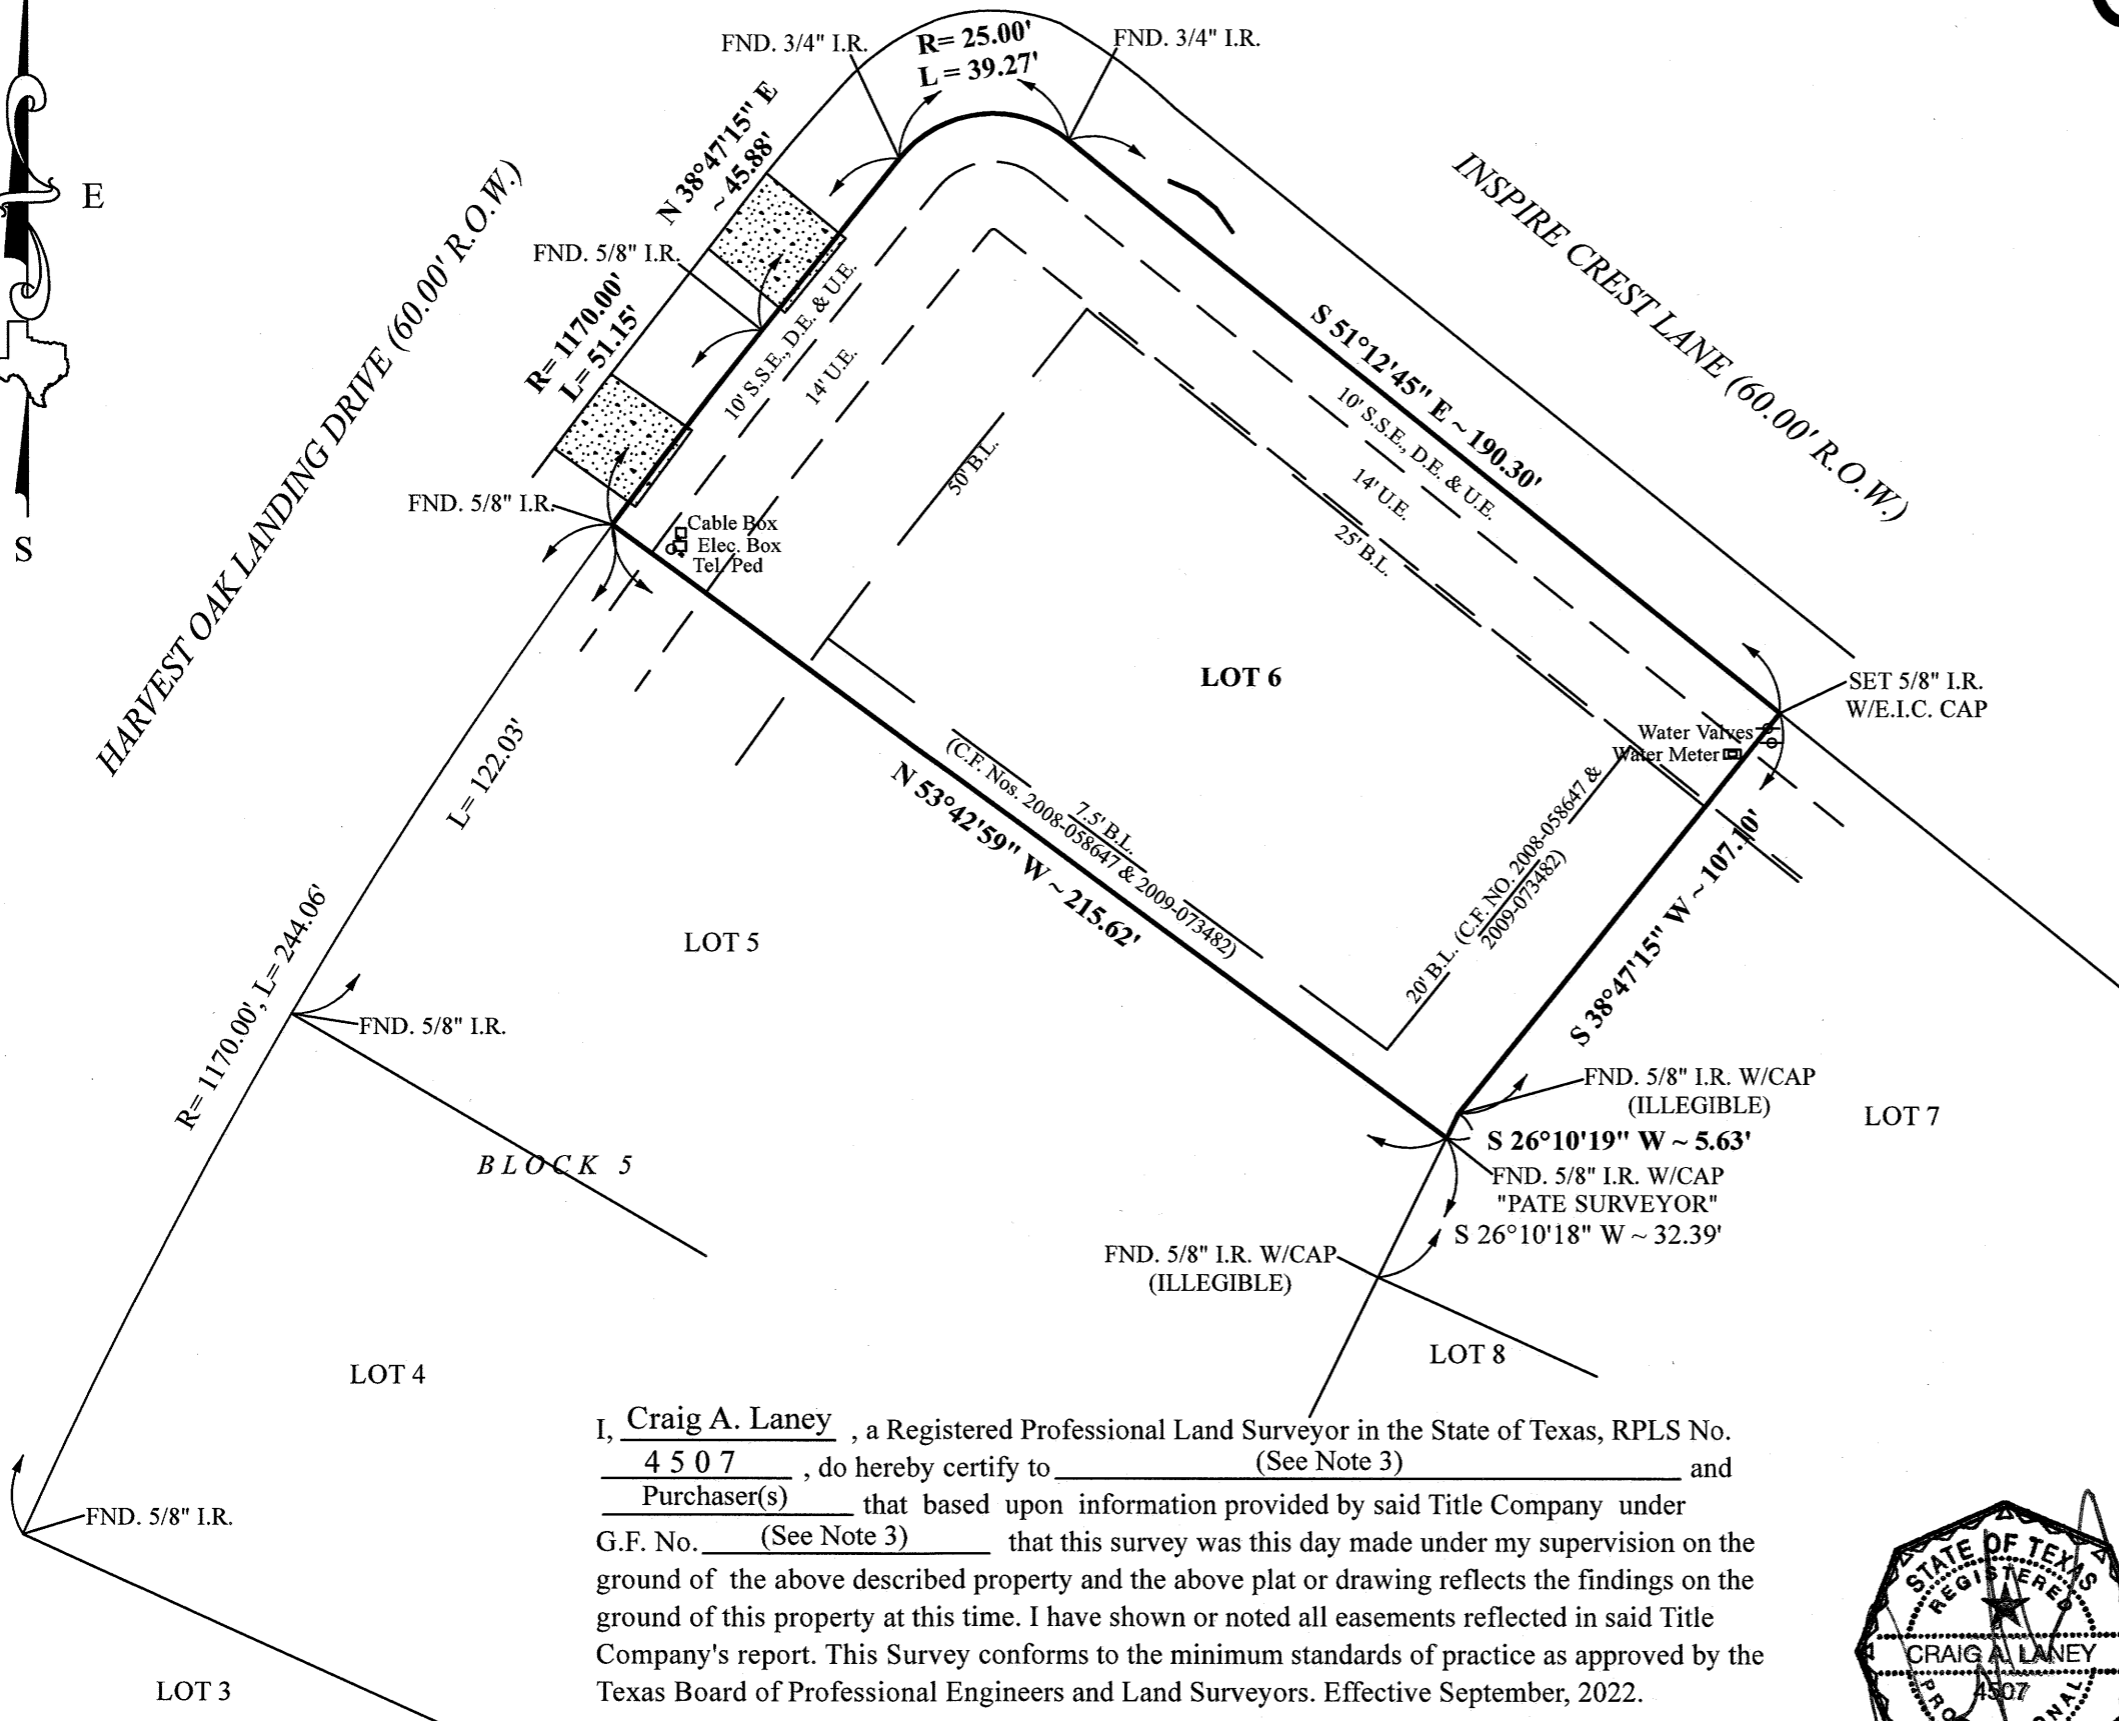 FND. 3/4" I.R.
R= 25.00'
L = 39.27'
FND. 3/4" I.R.
N 38°47'15" E
~ 45.88'
E
S
FND. 5/8" I.R.
R= 1170.00'
L= 51.15'
HARVEST OAK LANDING DRIVE (60.00' R.O.W.)
INSPIRE CREST LANE (60.00' R.O.W.)
10' S.S.E., D.E. & U.E.
14' U.E.
50' B.L.
S 51°12'45" E ~ 190.30'
10' S.S.E., D.E. & U.E.
14' U.E.
25' B.L.
FND. 5/8" I.R.
Cable Box
Elec. Box
Tel. Ped
LOT 6
SET 5/8" I.R.
W/E.I.C. CAP
Water Valves
Water Meter
L= 122.03'
N 53°42'59" W ~ 215.62'
7.5' B.L.
(C.F. Nos. 2008-058647 & 2009-073482)
20' B.L. (C.F. NO. 2008-058647 &
2009-073482)
S 38°47'15" W ~ 107.10'
R= 1170.00', L= 244.06'
LOT 5
FND. 5/8" I.R.
BLOCK 5
FND. 5/8" I.R. W/CAP
(ILLEGIBLE)
LOT 7
S 26°10'19" W ~ 5.63'
FND. 5/8" I.R. W/CAP
"PATE SURVEYOR"
S 26°10'18" W ~ 32.39'
FND. 5/8" I.R. W/CAP
(ILLEGIBLE)
LOT 8
LOT 4
FND. 5/8" I.R.
LOT 3
I, Craig A. Laney , a Registered Professional Land Surveyor in the State of Texas, RPLS No.
4507 , do hereby certify to (See Note 3) and
Purchaser(s) that based upon information provided by said Title Company under
G.F. No. (See Note 3) that this survey was this day made under my supervision on the
ground of the above described property and the above plat or drawing reflects the findings on the
ground of this property at this time. I have shown or noted all easements reflected in said Title
Company's report. This Survey conforms to the minimum standards of practice as approved by the
Texas Board of Professional Engineers and Land Surveyors. Effective September, 2022.
STATE OF TEXAS
REGISTERED
CRAIG A. LANEY
4507